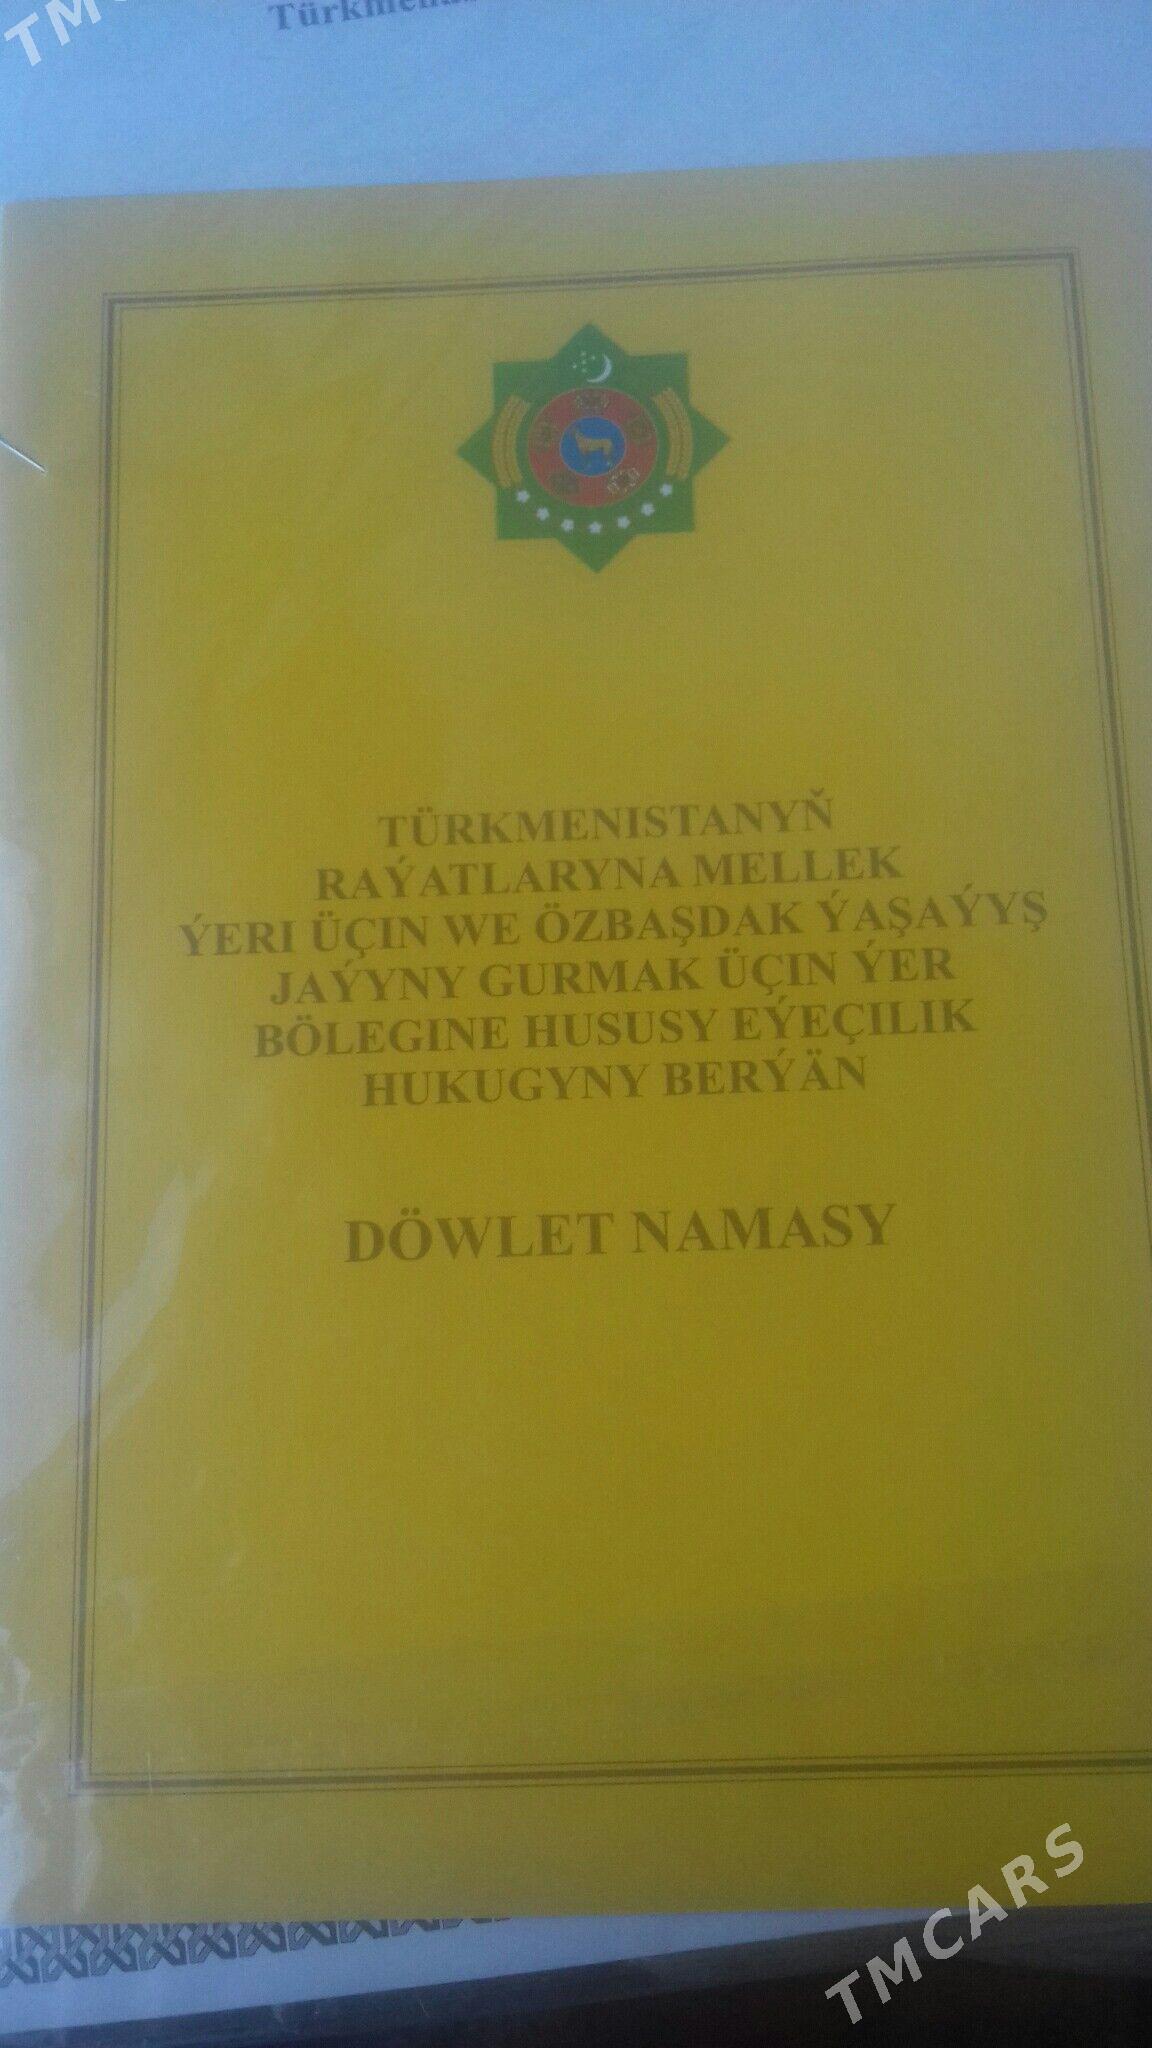 TÜRKMENISTANYŇ
RAÝATLARYNA MELLEK
ÝERI ÜÇIN WE ÖZBAŞDAK ÝAŞAÝYŞ
JAÝYNY GURMAK ÜÇIN ÝER
BÖLEGINE HUSUSY EÝEÇILIK
HUKUGYNY BERÝÄN
DÖWLET NAMASY
TMCARS